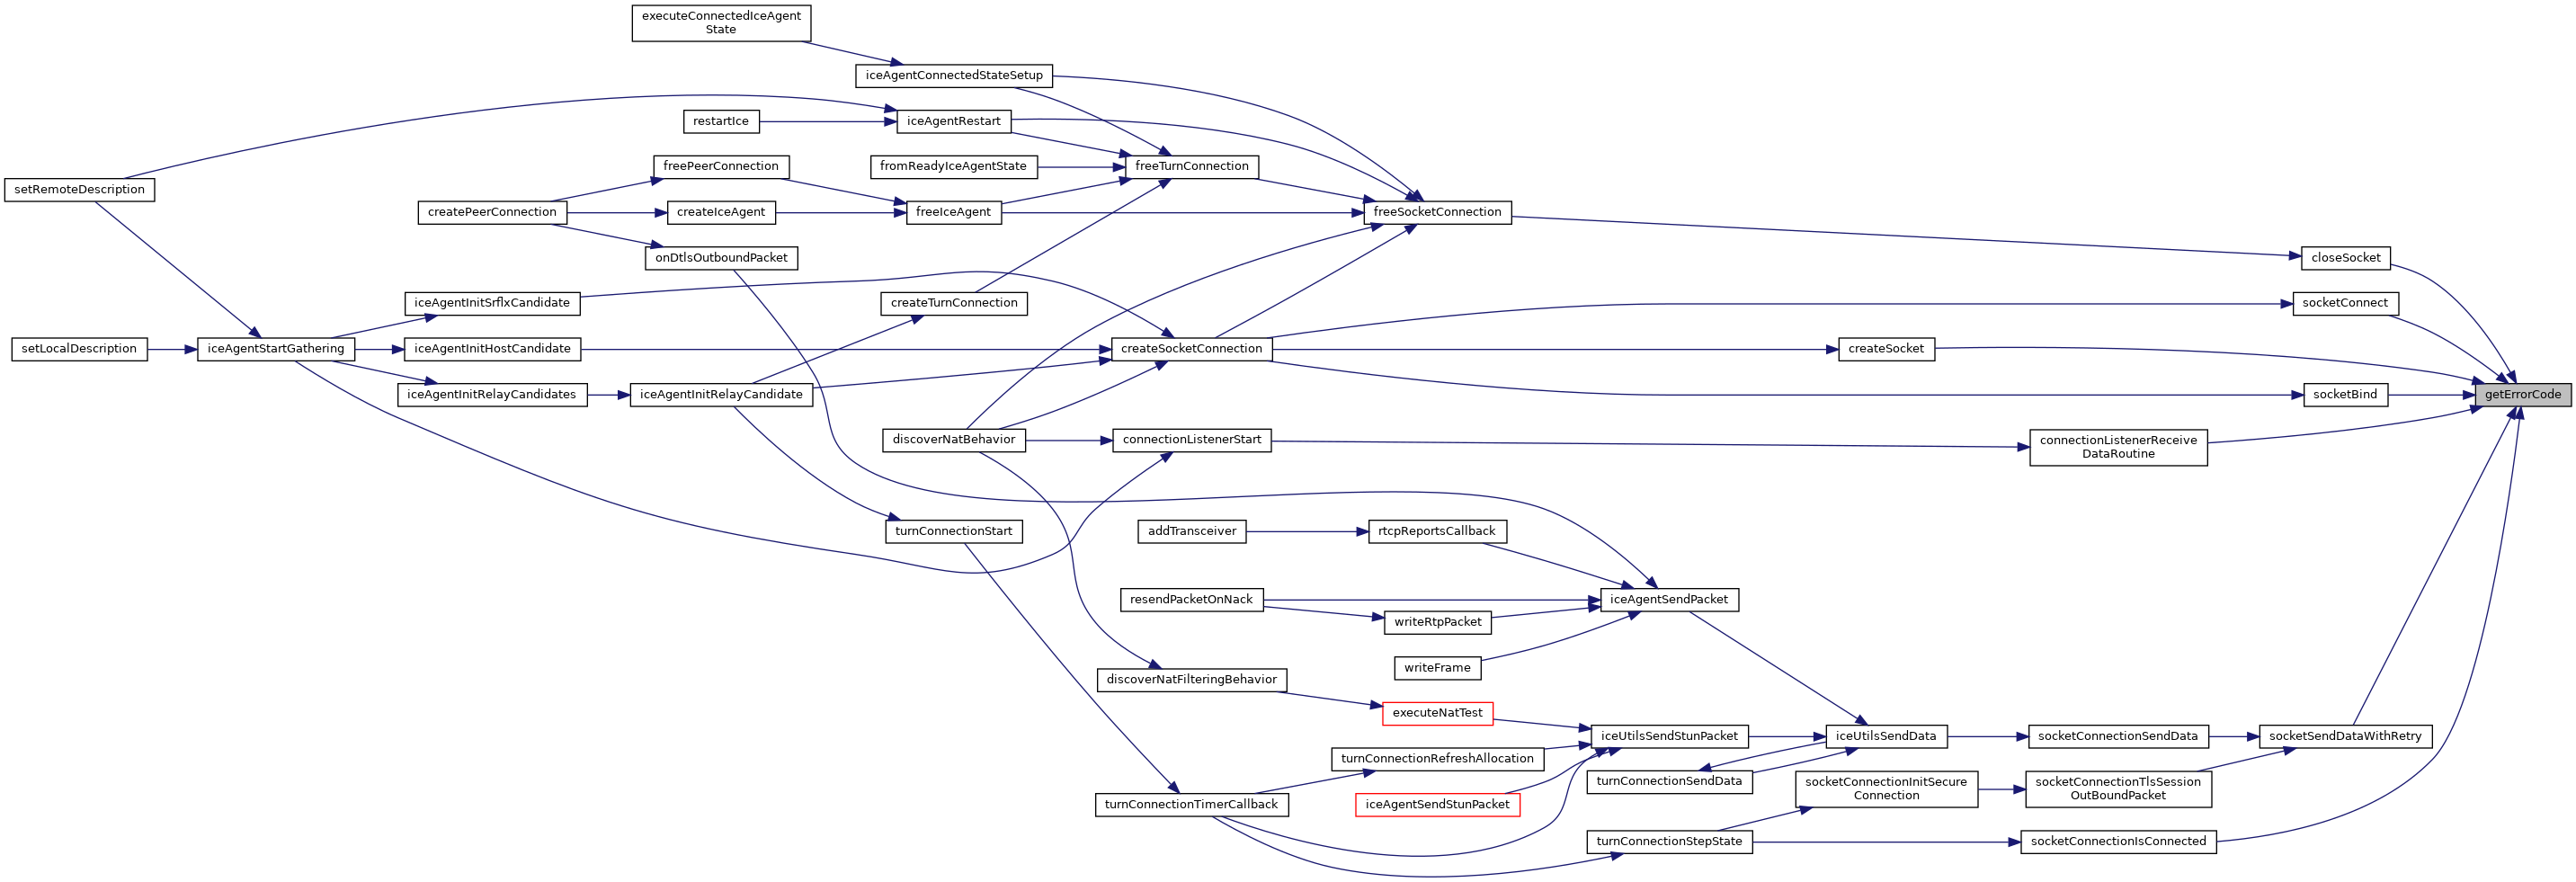 executeConnectedIceAgent
State
iceAgentConnectedStateSetup
restartIce
iceAgentRestart
freePeerConnection
fromReadyIceAgentState
freeTurnConnection
setRemoteDescription
createPeerConnection
createIceAgent
freeIceAgent
freeSocketConnection
onDtlsOutboundPacket
closeSocket
iceAgentInitSrflxCandidate
createTurnConnection
socketConnect
setLocalDescription
iceAgentStartGathering
iceAgentInitHostCandidate
createSocketConnection
createSocket
iceAgentInitRelayCandidates
iceAgentInitRelayCandidate
socketBind
getErrorCode
discoverNatBehavior
connectionListenerStart
connectionListenerReceive
DataRoutine
turnConnectionStart
addTransceiver
rtcpReportsCallback
resendPacketOnNack
iceAgentSendPacket
writeRtpPacket
writeFrame
discoverNatFilteringBehavior
executeNatTest
iceUtilsSendStunPacket
iceUtilsSendData
socketConnectionSendData
socketSendDataWithRetry
turnConnectionRefreshAllocation
turnConnectionSendData
socketConnectionInitSecure
Connection
socketConnectionTlsSession
OutBoundPacket
turnConnectionTimerCallback
iceAgentSendStunPacket
turnConnectionStepState
socketConnectionIsConnected